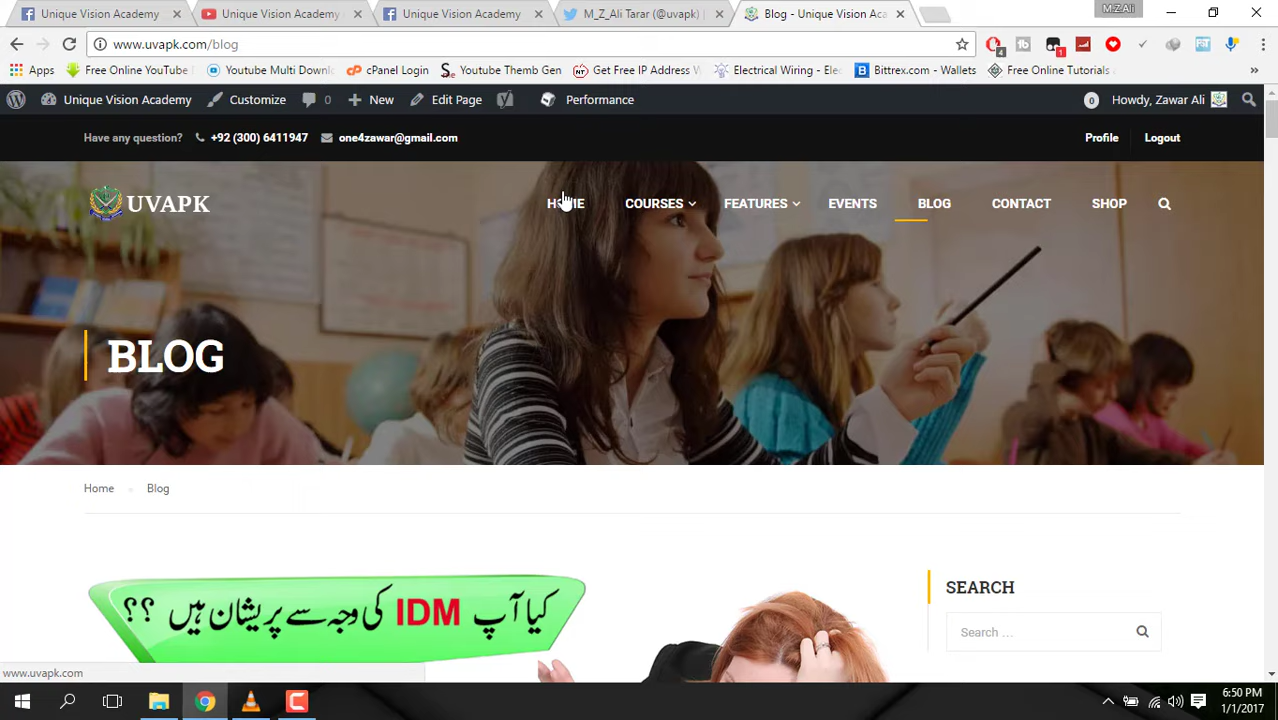 Unique Vision Academy
Unique Vision Academy
Unique Vision Academy
M_Z_Ali Tarar (@uvapk)
Blog - Unique Vision Aca
M.Z.Ali
www.uvapk.com/blog
4
1
Apps
Free Online YouTube
Youtube Multi Downl
cPanel Login
Youtube Themb Gen
Get Free IP Address W
Electrical Wiring - Elec
Bittrex.com - Wallets
Free Online Tutorials
»
Unique Vision Academy
Customize
0
New
Edit Page
Performance
0
Howdy, Zawar Ali
Have any question?
+92 (300) 6411947
one4zawar@gmail.com
Profile
Logout
UVAPK
HOME
COURSES
FEATURES
EVENTS
BLOG
CONTACT
SHOP
BLOG
Home
Blog
کیا آپ IDM کی وجہ سے پریشان ہیں ؟؟
SEARCH
Search ...
www.uvapk.com
6:50 PM
1/1/2017